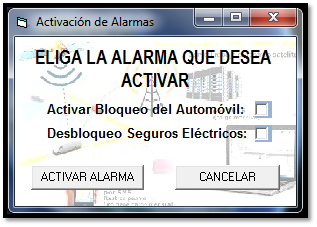 Activación de Alarmas
ELIGA LA ALARMA QUE DESEA
ACTIVAR
Activar Bloqueo del Automóvil:
Desbloqueo Seguros Eléctricos:
ACTIVAR ALARMA
CANCELAR